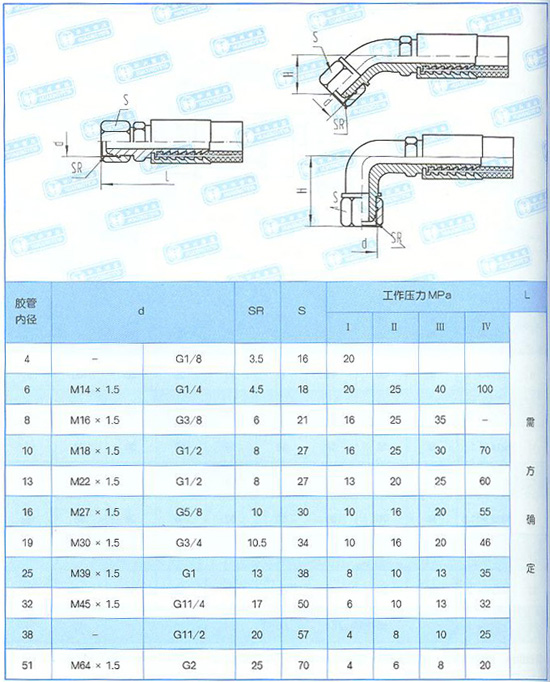 S
H
d
SR
S
d
SR
L
H
S
SR
d
胶管内径 d SR S 工作压力 MPa L
I II III IV
4 - G1/8 3.5 16 20
6 M14 × 1.5 G1/4 4.5 18 20 25 40 100
8 M16 × 1.5 G3/8 6 21 16 25 35 -
10 M18 × 1.5 G1/2 8 27 16 25 30 70
13 M22 × 1.5 G1/2 8 27 13 20 25 60
16 M27 × 1.5 G5/8 10 30 10 16 20 55
19 M30 × 1.5 G3/4 10.5 34 10 16 20 46
25 M39 × 1.5 G1 13 38 8 10 13 35
32 M45 × 1.5 G11/4 17 50 6 10 13 32
38 - G11/2 20 57 4 8 10 25
51 M64 × 1.5 G2 25 70 4 6 8 20
需方确定